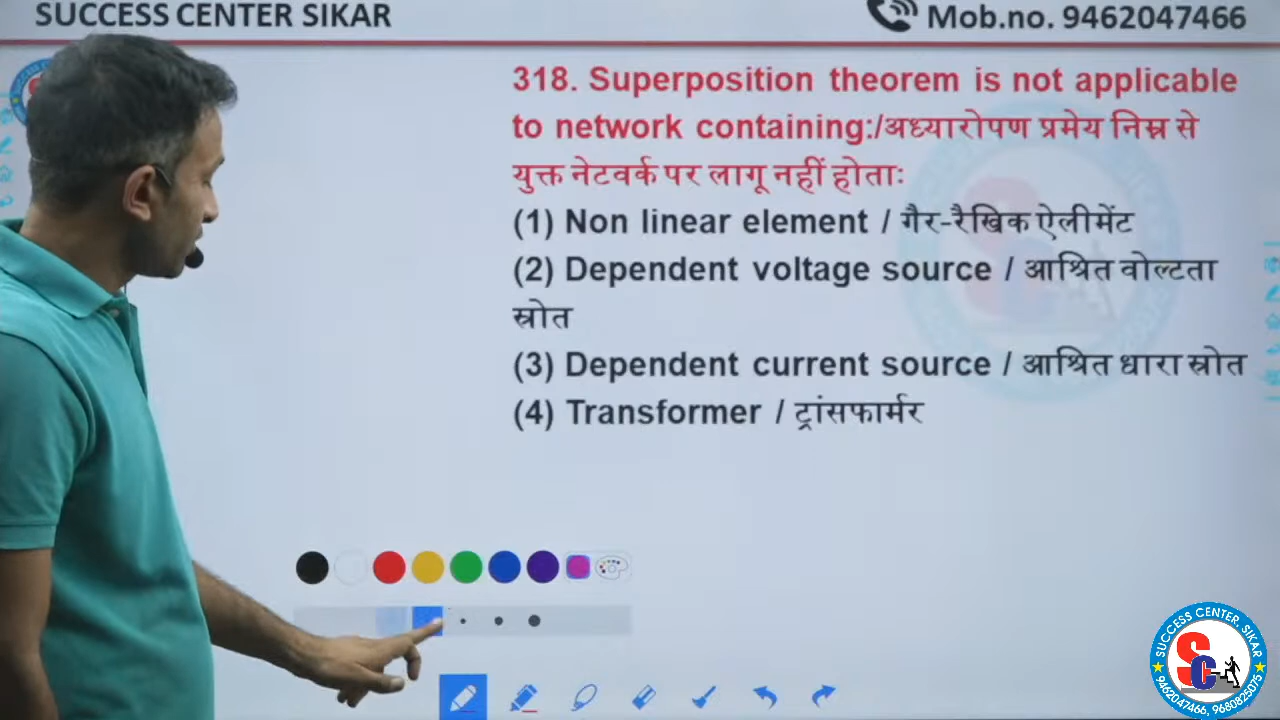 SUCCESS CENTER SIKAR
Mob.no. 9462047466
318. Superposition theorem is not applicable
to network containing:/अध्यारोपण प्रमेय निम्न से
युक्त नेटवर्क पर लागू नहीं होताः
(1) Non linear element / गैर-रैखिक ऐलीमेंट
(2) Dependent voltage source / आश्रित वोल्टता
स्रोत
(3) Dependent current source / आश्रित धारा स्रोत
(4) Transformer / ट्रांसफार्मर
SUCCESS CENTER, SIKAR
SC
9462047466, 9680825075